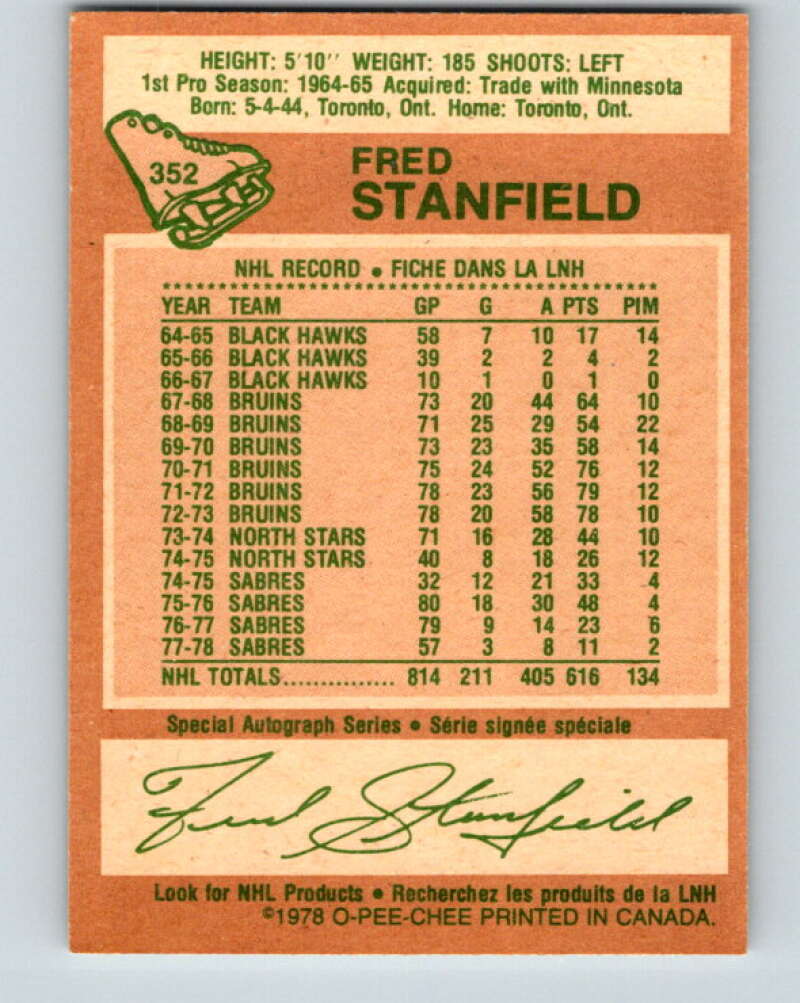 HEIGHT: 5'10'' WEIGHT: 185 SHOOTS: LEFT
1st Pro Season: 1964-65 Acquired: Trade with Minnesota
Born: 5-4-44, Toronto, Ont. Home: Toronto, Ont.
352
FRED
STANFIELD
NHL RECORD • FICHE DANS LA LNH
YEAR TEAM GP G A PTS PIM
64-65 BLACK HAWKS 58 7 10 17 14
65-66 BLACK HAWKS 39 2 2 4 2
66-67 BLACK HAWKS 10 1 0 1 0
67-68 BRUINS 73 20 44 64 10
68-69 BRUINS 71 25 29 54 22
69-70 BRUINS 73 23 35 58 14
70-71 BRUINS 75 24 52 76 12
71-72 BRUINS 78 23 56 79 12
72-73 BRUINS 78 20 58 78 10
73-74 NORTH STARS 71 16 28 44 10
74-75 NORTH STARS 40 8 18 26 12
74-75 SABRES 32 12 21 33 4
75-76 SABRES 80 18 30 48 4
76-77 SABRES 79 9 14 23 6
77-78 SABRES 57 3 8 11 2
NHL TOTALS............... 814 211 405 616 134
Special Autograph Series • Série signée spéciale
Fred Stanfield
Look for NHL Products • Recherchez les produits de la LNH
©1978 O-PEE-CHEE PRINTED IN CANADA.